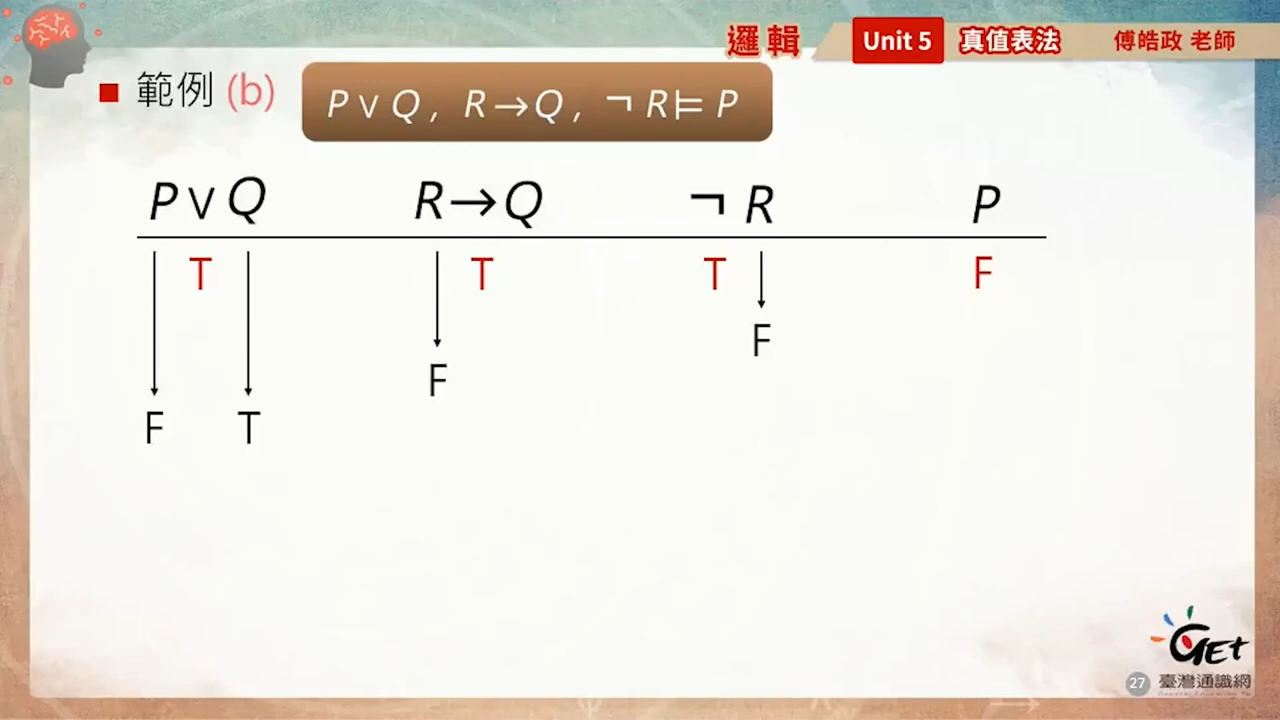 邏輯 Unit 5 真值表法 傅皓政 老師
■ 範例 (b) P∨Q, R→Q, ¬R⊨P
P∨Q R→Q ¬R P
T T T F
F
F
F T
GET
27 臺灣通識網